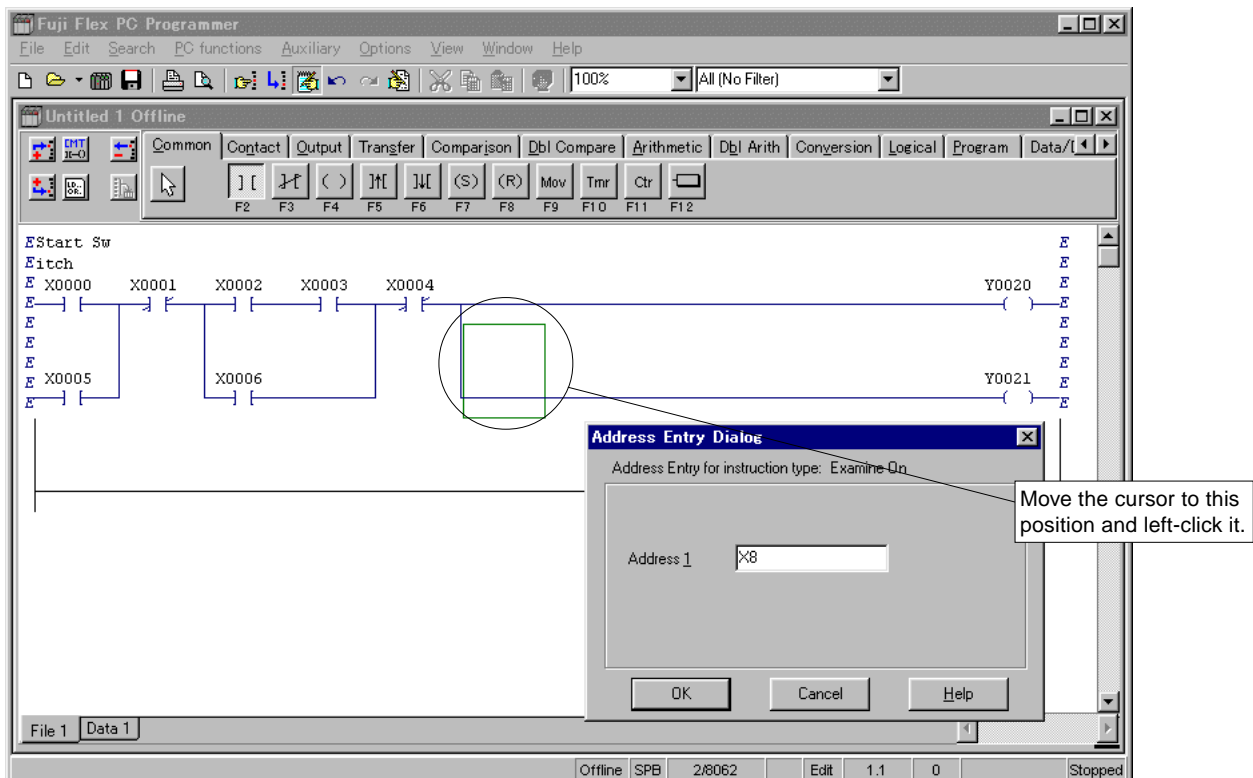 Fuji Flex PC Programmer
File Edit Search PC functions Auxiliary Options View Window Help
100% All (No Filter)
Untitled 1 Offline
Common Contact Output Transfer Comparison Dbl Compare Arithmetic Dbl Arith Conversion Logical Program Data/
(S) (R) Mov Tmr Ctr
F2 F3 F4 F5 F6 F7 F8 F9 F10 F11 F12
EStart Sw E
Eitch E
E X0000 X0001 X0002 X0003 X0004 Y0020 E
E E
E E
E E
E E
E X0005 X0006 Y0021 E
E E
Address Entry Dialog
Address Entry for instruction type: Examine On
Move the cursor to this
position and left-click it.
Address 1 X8
OK Cancel Help
File 1 Data 1
Offline SPB 2/8062 Edit 1.1 0 Stopped